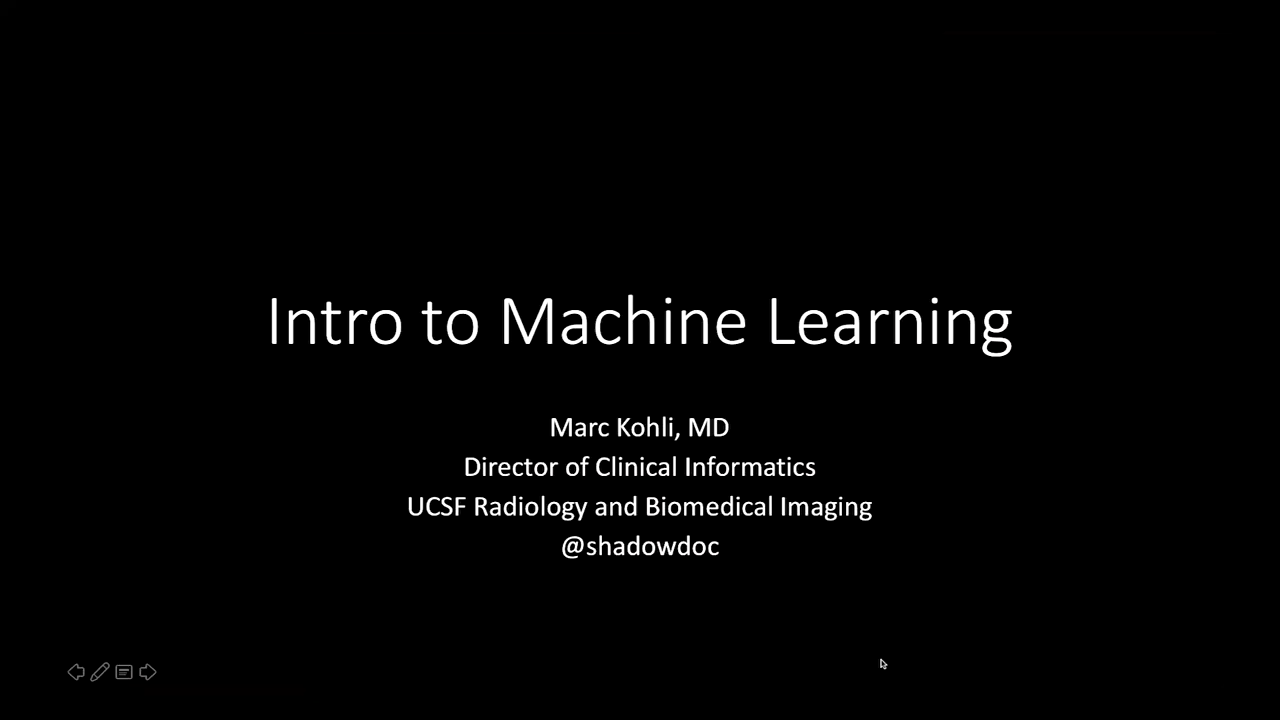 Intro to Machine Learning
Marc Kohli, MD
Director of Clinical Informatics
UCSF Radiology and Biomedical Imaging
@shadowdoc